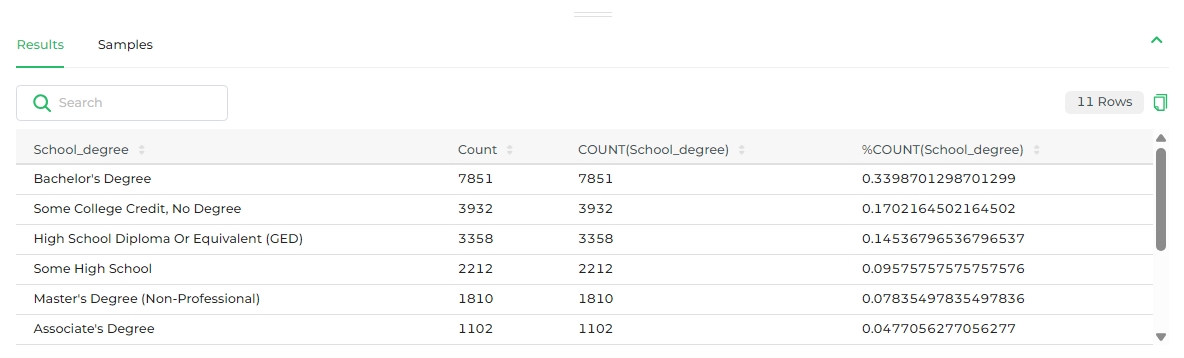 Results Samples
Search
11 Rows
School_degree Count COUNT(School_degree) %COUNT(School_degree)
Bachelor's Degree 7851 7851 0.3398701298701299
Some College Credit, No Degree 3932 3932 0.1702164502164502
High School Diploma Or Equivalent (GED) 3358 3358 0.14536796536796537
Some High School 2212 2212 0.09575757575757576
Master's Degree (Non-Professional) 1810 1810 0.07835497835497836
Associate's Degree 1102 1102 0.0477056277056277